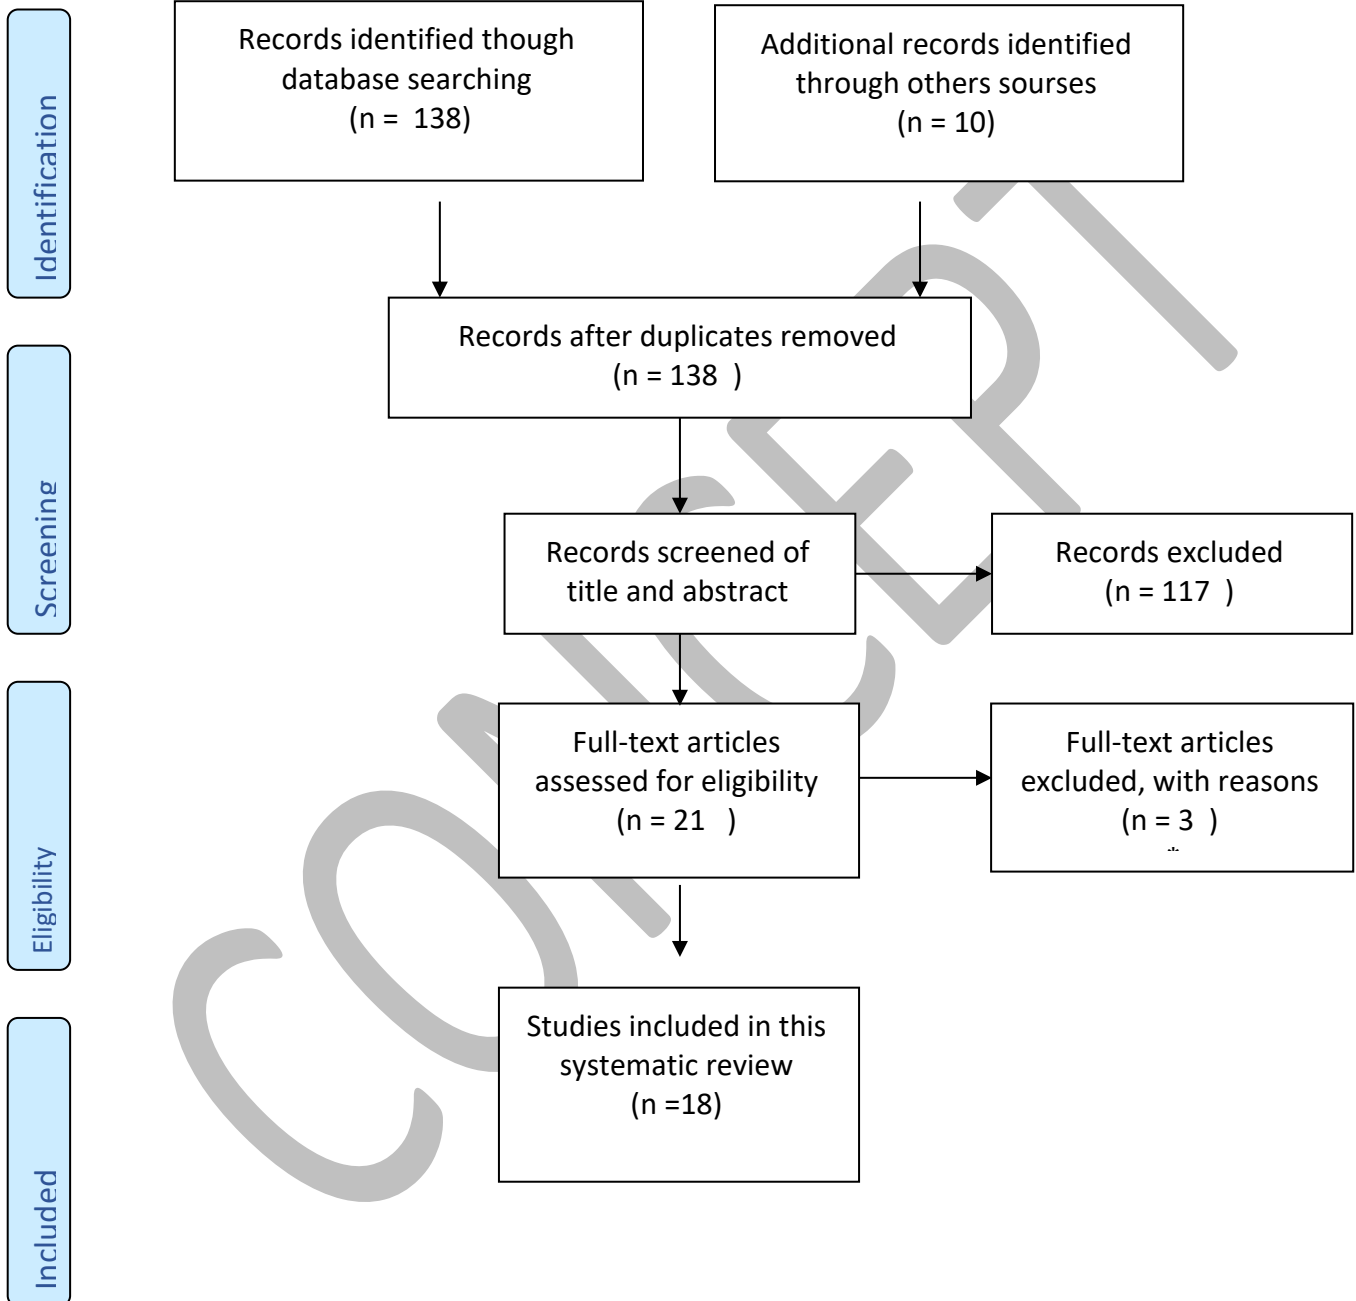 Identification
Records identified though
database searching
(n = 138)
Additional records identified
through others sourses
(n = 10)
Records after duplicates removed
(n = 138 )
Screening
Records screened of
title and abstract
Records excluded
(n = 117 )
Eligibility
Full-text articles
assessed for eligibility
(n = 21 )
Full-text articles
excluded, with reasons
(n = 3 )
*
Included
Studies included in this
systematic review
(n =18)
CONCEPT